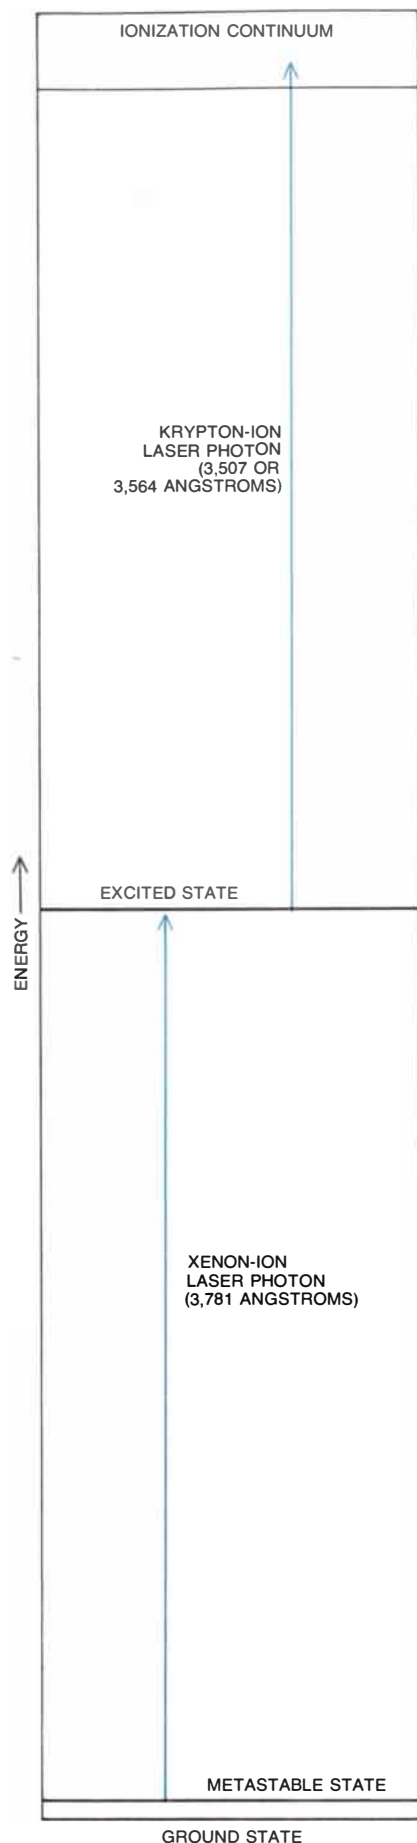 IONIZATION CONTINUUM
KRYPTON-ION
LASER PHOTON
(3,507 OR
3,564 ANGSTROMS)
EXCITED STATE
ENERGY
XENON-ION
LASER PHOTON
(3,781 ANGSTROMS)
METASTABLE STATE
GROUND STATE